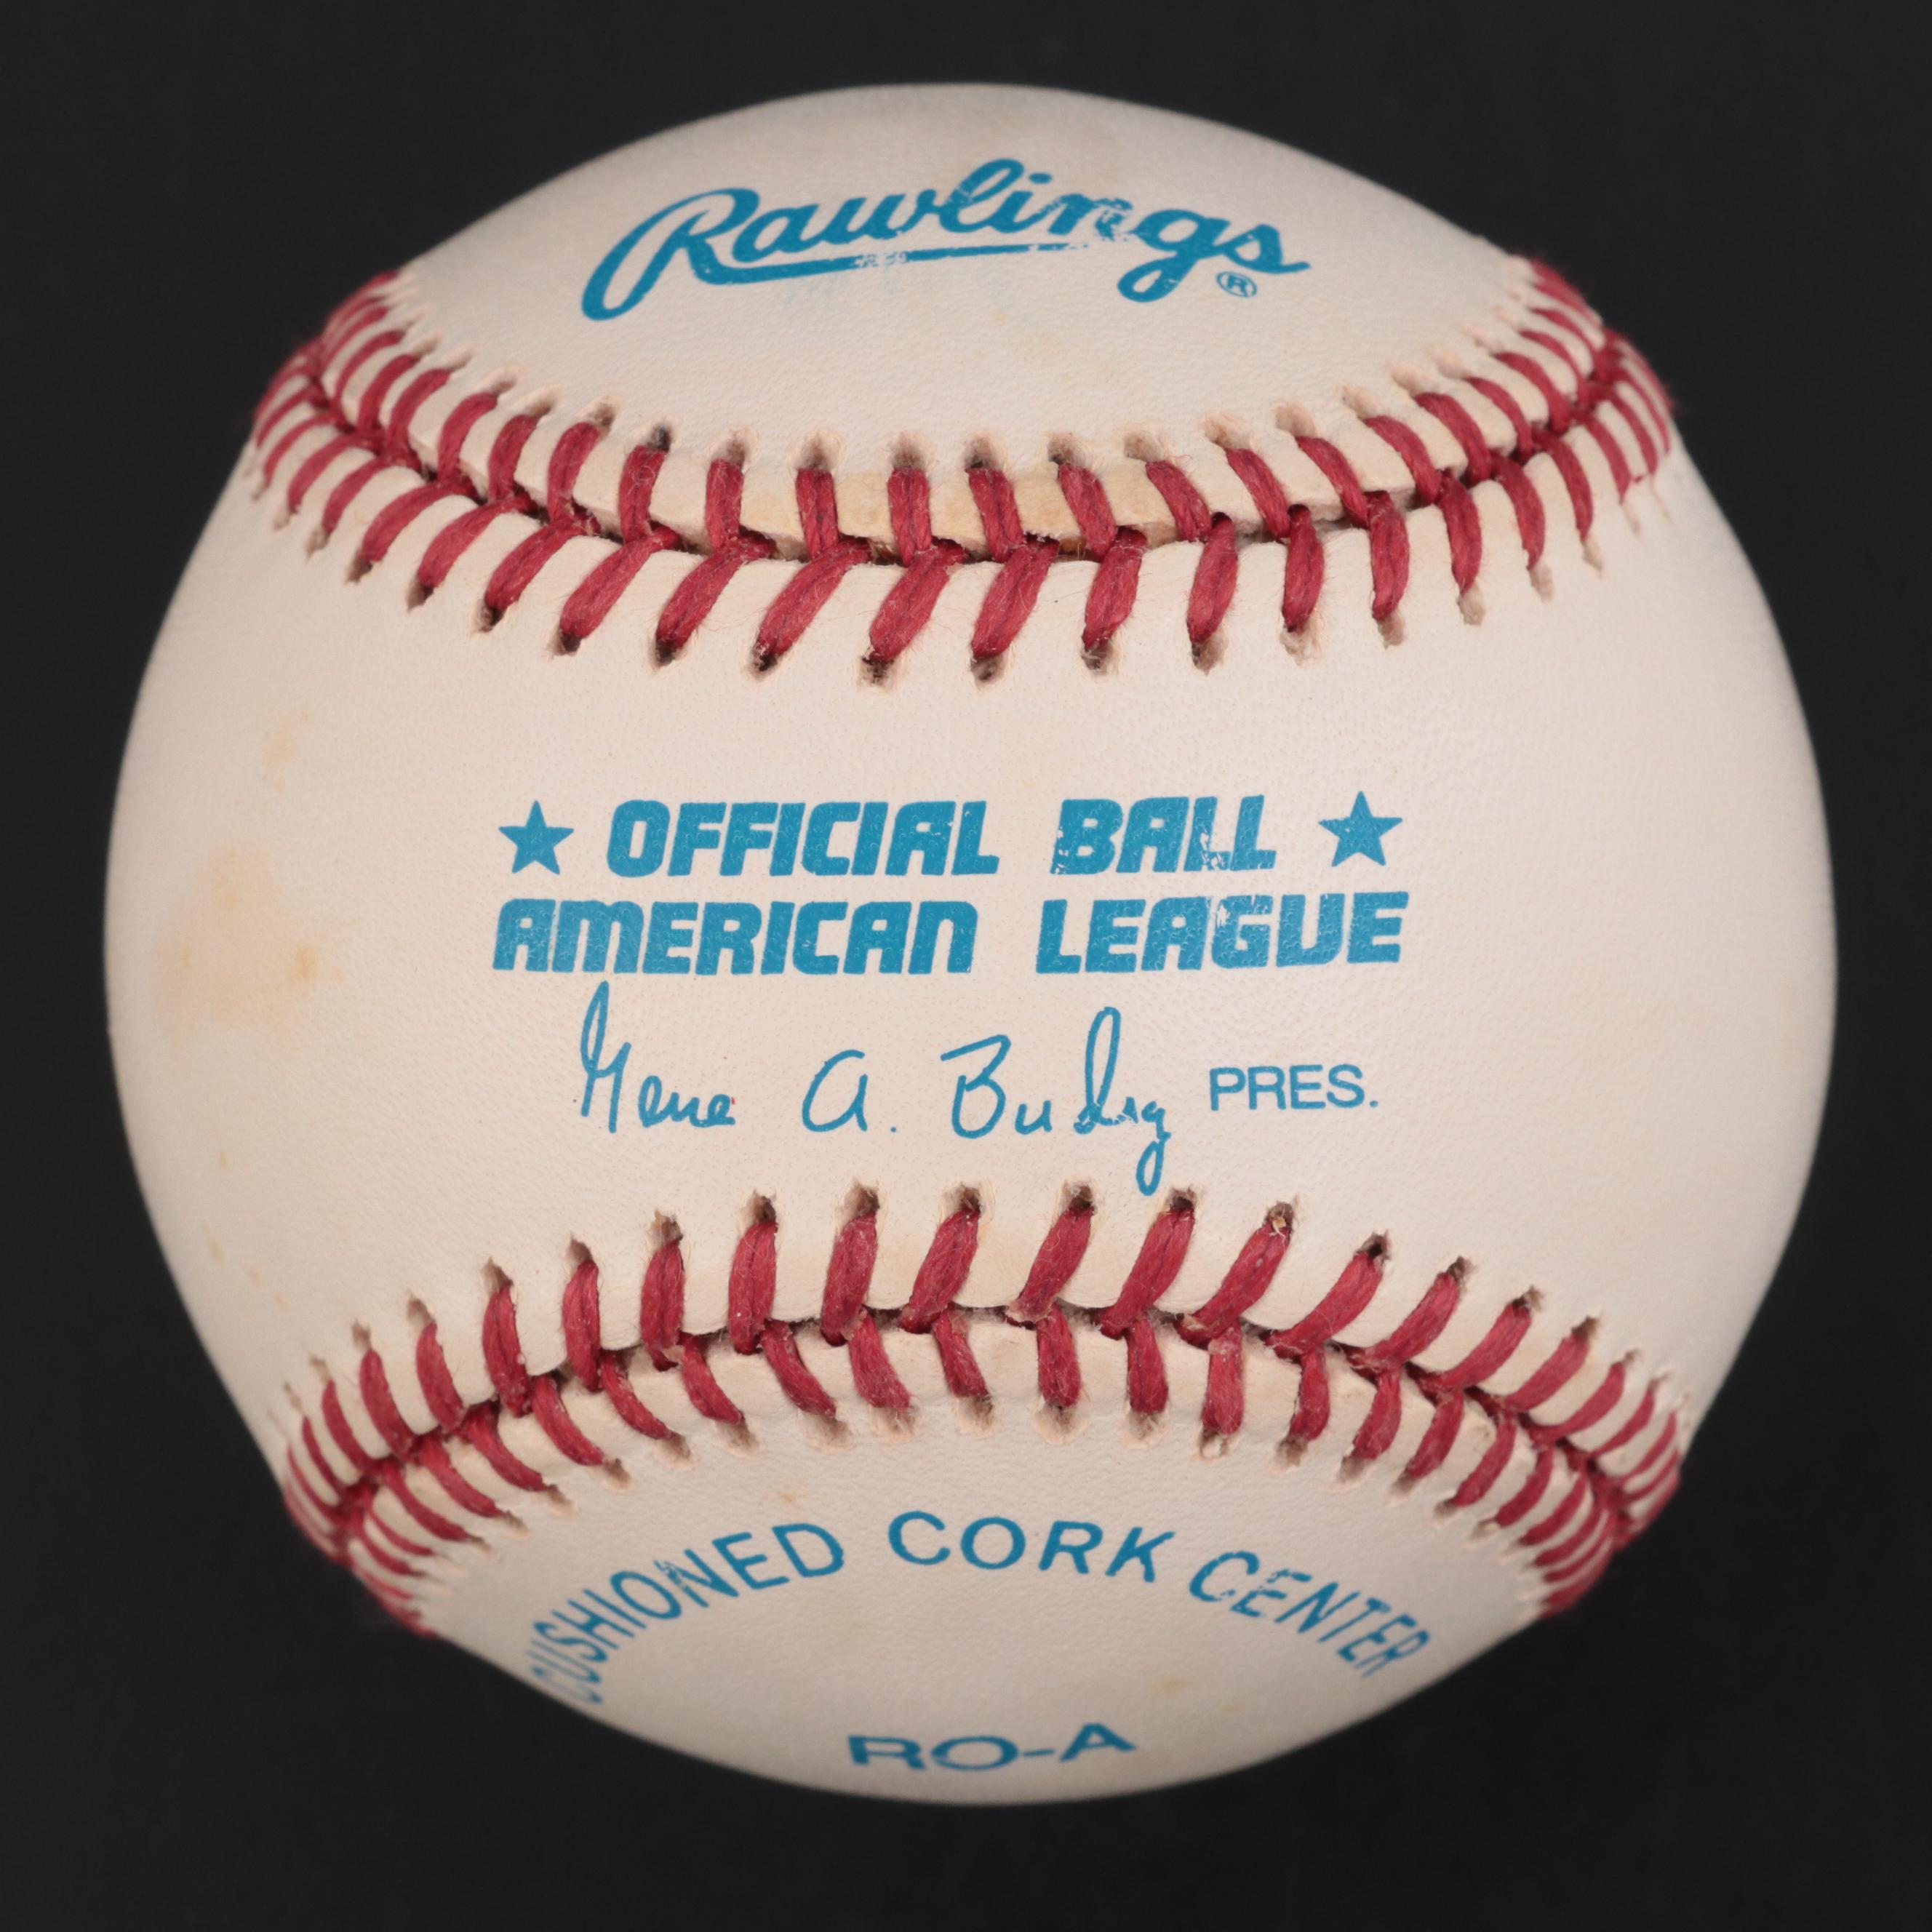 Rawlings ®
★ OFFICIAL BALL ★
AMERICAN LEAGUE
Gene A. Budig PRES.
CUSHIONED CORK CENTER
RO-A